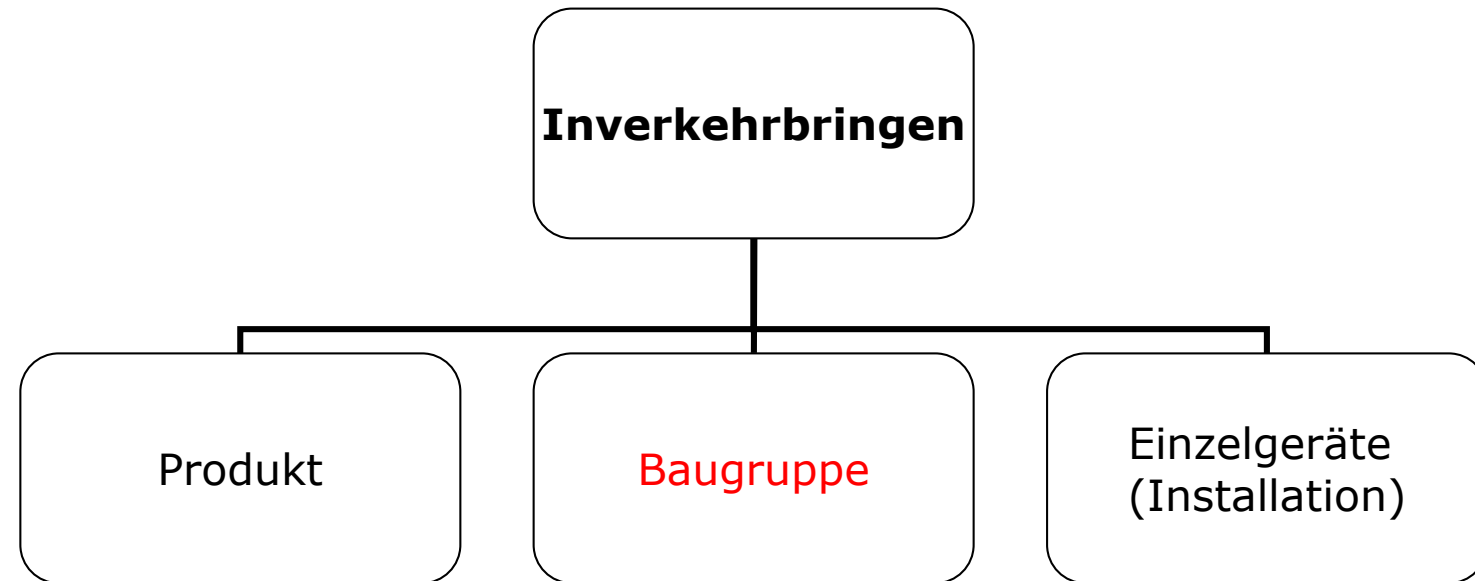 Inverkehrbringen
Produkt
Baugruppe
Einzelgeräte
(Installation)